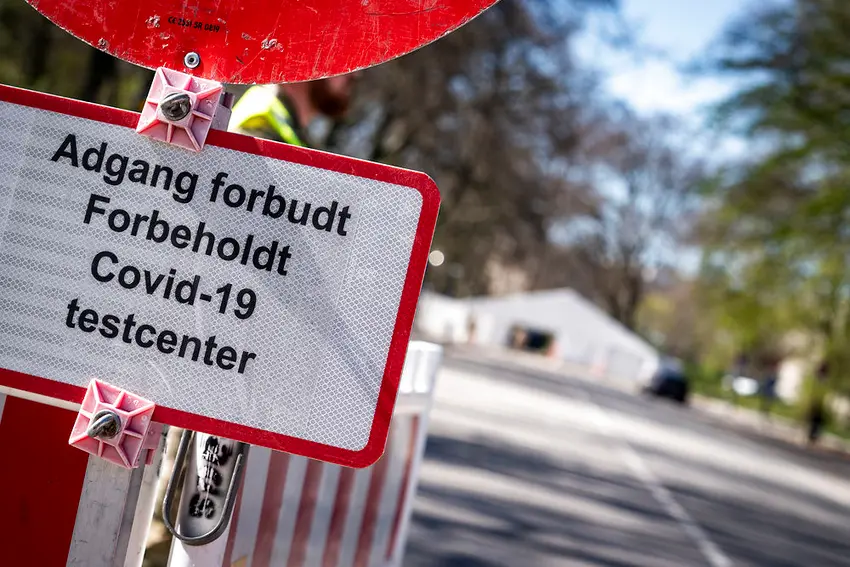 Adgang forbudt
Forbeholdt
Covid-19
testcenter